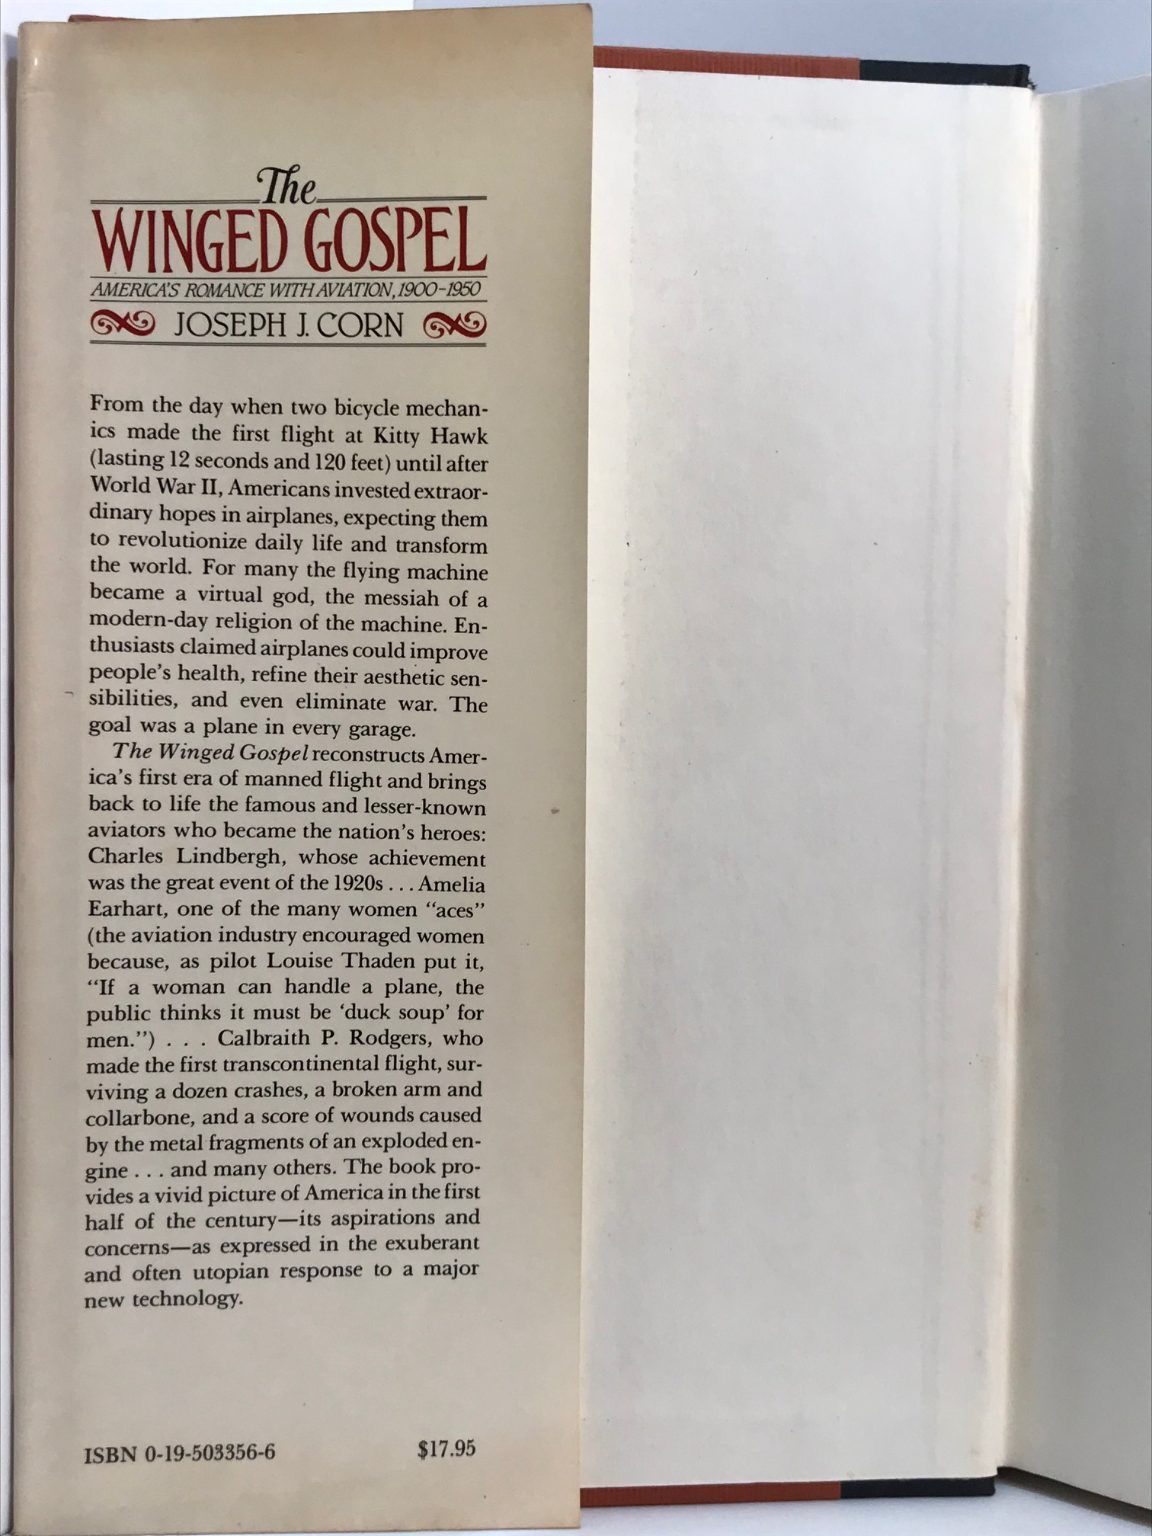 The
WINGED GOSPEL
AMERICA'S ROMANCE WITH AVIATION, 1900-1950
JOSEPH J. CORN
From the day when two bicycle mechan-
ics made the first flight at Kitty Hawk
(lasting 12 seconds and 120 feet) until after
World War II, Americans invested extraor-
dinary hopes in airplanes, expecting them
to revolutionize daily life and transform
the world. For many the flying machine
became a virtual god, the messiah of a
modern-day religion of the machine. En-
thusiasts claimed airplanes could improve
people's health, refine their aesthetic sen-
sibilities, and even eliminate war. The
goal was a plane in every garage.
The Winged Gospel reconstructs Amer-
ica's first era of manned flight and brings
back to life the famous and lesser-known
aviators who became the nation's heroes:
Charles Lindbergh, whose achievement
was the great event of the 1920s . . . Amelia
Earhart, one of the many women "aces"
(the aviation industry encouraged women
because, as pilot Louise Thaden put it,
"If a woman can handle a plane, the
public thinks it must be 'duck soup' for
men.") . . . Calbraith P. Rodgers, who
made the first transcontinental flight, sur-
viving a dozen crashes, a broken arm and
collarbone, and a score of wounds caused
by the metal fragments of an exploded en-
gine . . . and many others. The book pro-
vides a vivid picture of America in the first
half of the century—its aspirations and
concerns—as expressed in the exuberant
and often utopian response to a major
new technology.
ISBN 0-19-503356-6 $17.95